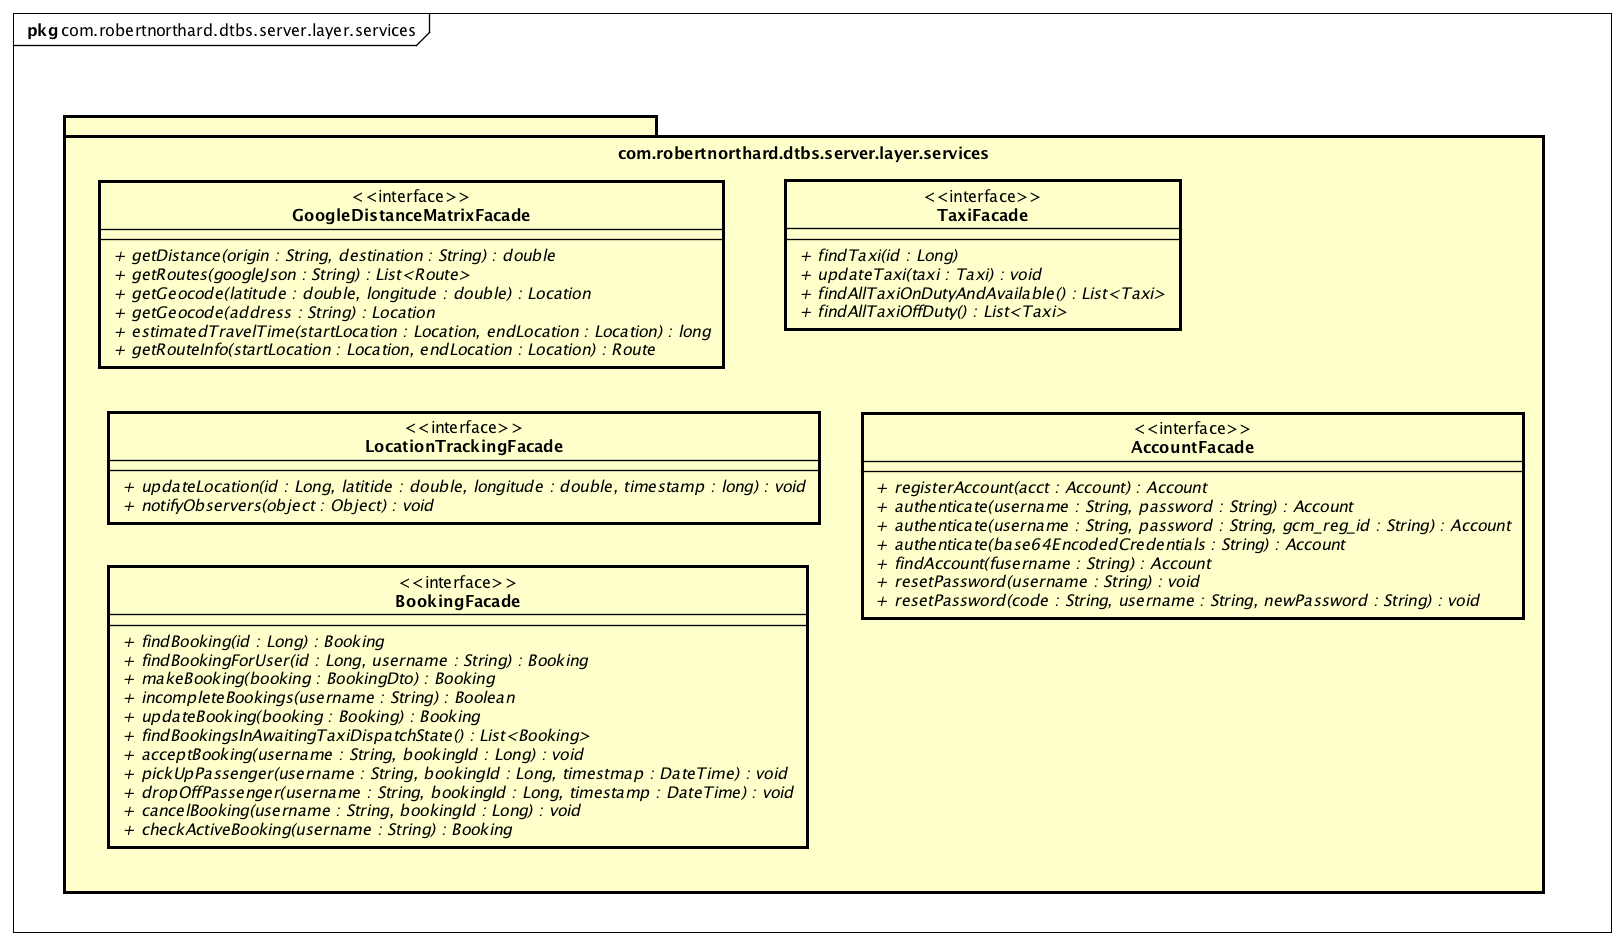 pkg com.robertnorthard.dtbs.server.layer.services
com.robertnorthard.dtbs.server.layer.services
<<interface>>
GoogleDistanceMatrixFacade
+ getDistance(origin : String, destination : String) : double
+ getRoutes(googleJson : String) : List<Route>
+ getGeocode(latitude : double, longitude : double) : Location
+ getGeocode(address : String) : Location
+ estimatedTravelTime(startLocation : Location, endLocation : Location) : long
+ getRouteInfo(startLocation : Location, endLocation : Location) : Route
<<interface>>
TaxiFacade
+ findTaxi(id : Long)
+ updateTaxi(taxi : Taxi) : void
+ findAllTaxiOnDutyAndAvailable() : List<Taxi>
+ findAllTaxiOffDuty() : List<Taxi>
<<interface>>
LocationTrackingFacade
+ updateLocation(id : Long, latitide : double, longitude : double, timestamp : long) : void
+ notifyObservers(object : Object) : void
<<interface>>
AccountFacade
+ registerAccount(acct : Account) : Account
+ authenticate(username : String, password : String) : Account
+ authenticate(username : String, password : String, gcm_reg_id : String) : Account
+ authenticate(base64EncodedCredentials : String) : Account
+ findAccount(fusername : String) : Account
+ resetPassword(username : String) : void
+ resetPassword(code : String, username : String, newPassword : String) : void
<<interface>>
BookingFacade
+ findBooking(id : Long) : Booking
+ findBookingForUser(id : Long, username : String) : Booking
+ makeBooking(booking : BookingDto) : Booking
+ incompleteBookings(username : String) : Boolean
+ updateBooking(booking : Booking) : Booking
+ findBookingsInAwaitingTaxiDispatchState() : List<Booking>
+ acceptBooking(username : String, bookingId : Long) : void
+ pickUpPassenger(username : String, bookingId : Long, timestmap : DateTime) : void
+ dropOffPassenger(username : String, bookingId : Long, timestamp : DateTime) : void
+ cancelBooking(username : String, bookingId : Long) : void
+ checkActiveBooking(username : String) : Booking